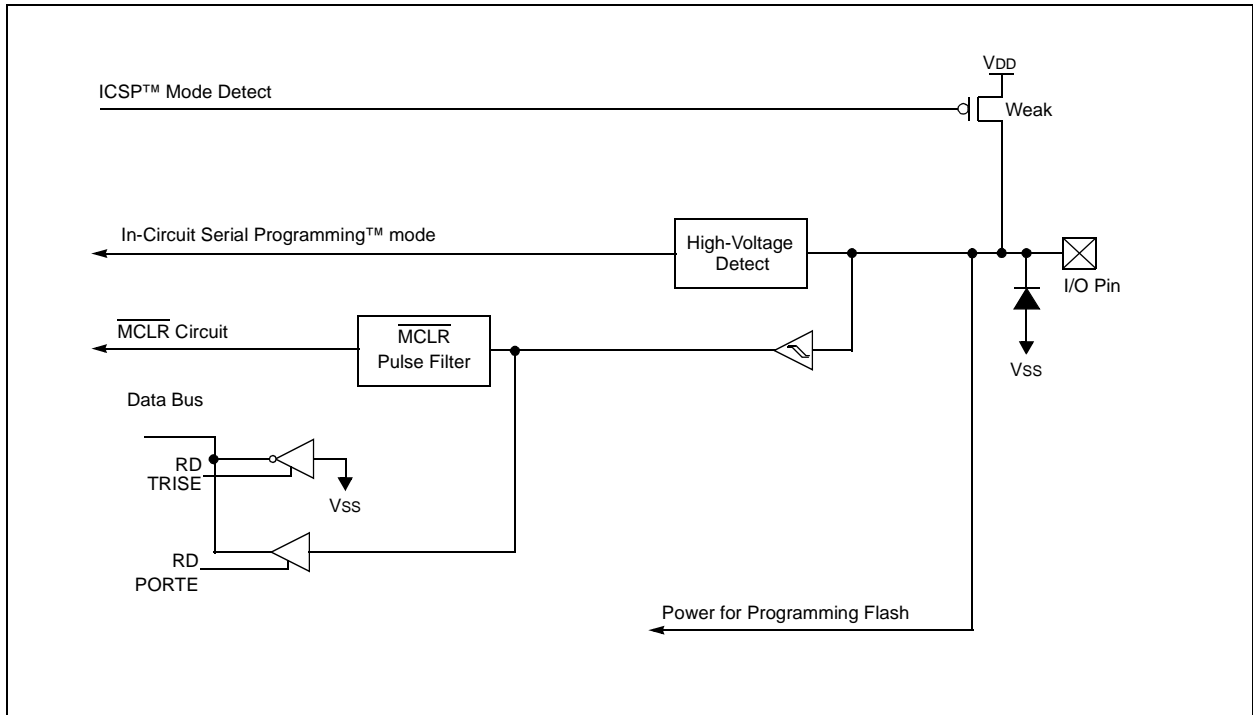 VDD
ICSP™ Mode Detect
Weak
In-Circuit Serial Programming™ mode
High-Voltage
Detect
I/O Pin
MCLR Circuit
MCLR
Pulse Filter
VSS
Data Bus
RD
TRISE
VSS
RD
PORTE
Power for Programming Flash